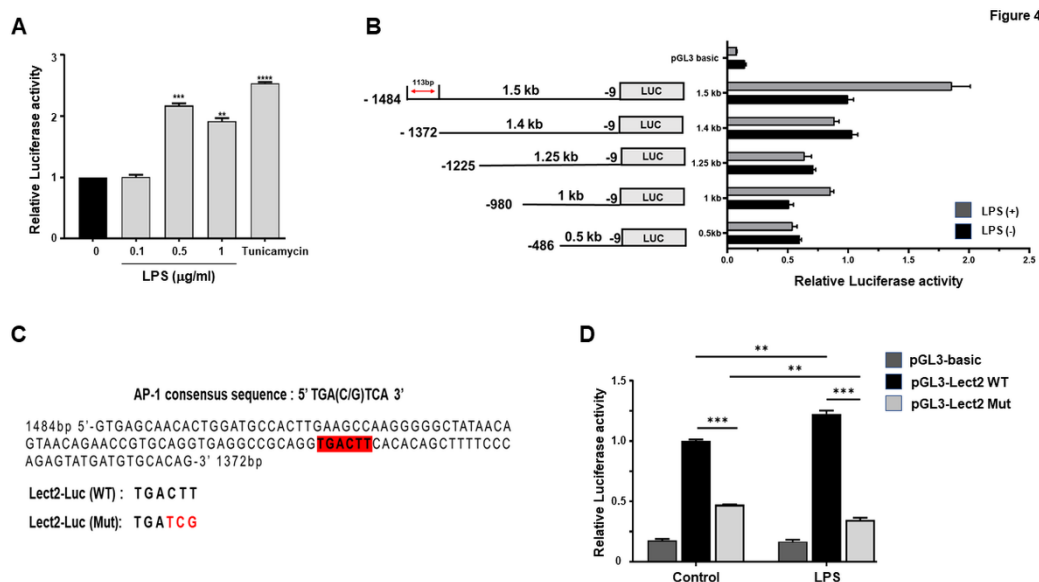 Figure 4
A
Relative Luciferase activity
3
2
1
0
***
**
****
0
0.1
0.5
1
Tunicamycin
LPS (μg/ml)
B
113bp
- 1484
1.5 kb
-9
LUC
- 1372
1.4 kb
-9
LUC
-1225
1.25 kb
-9
LUC
-980
1 kb
-9
LUC
-486
0.5 kb
-9
LUC
pGL3 basic
1.5 kb
1.4 kb
1.25 kb
1 kb
0.5kb
0.0
0.5
1.0
1.5
2.0
2.5
Relative Luciferase activity
LPS (+)
LPS (-)
C
AP-1 consensus sequence : 5' TGA(C/G)TCA 3'
1484bp 5'-GTGAGCAACACTGGATGCCACTTGAAGCCAAGGGGGCTATAACA
GTAACAGAACCGTGCAGGTGAGGCCGCAGGTGACTTCACACAGCTTTTCCC
AGAGTATGATGTGCACAG-3' 1372bp
Lect2-Luc (WT) : TGACTT
Lect2-Luc (Mut): TGATCG
D
Relative Luciferase activity
1.5
1.0
0.5
0
**
**
***
***
Control
LPS
pGL3-basic
pGL3-Lect2 WT
pGL3-Lect2 Mut